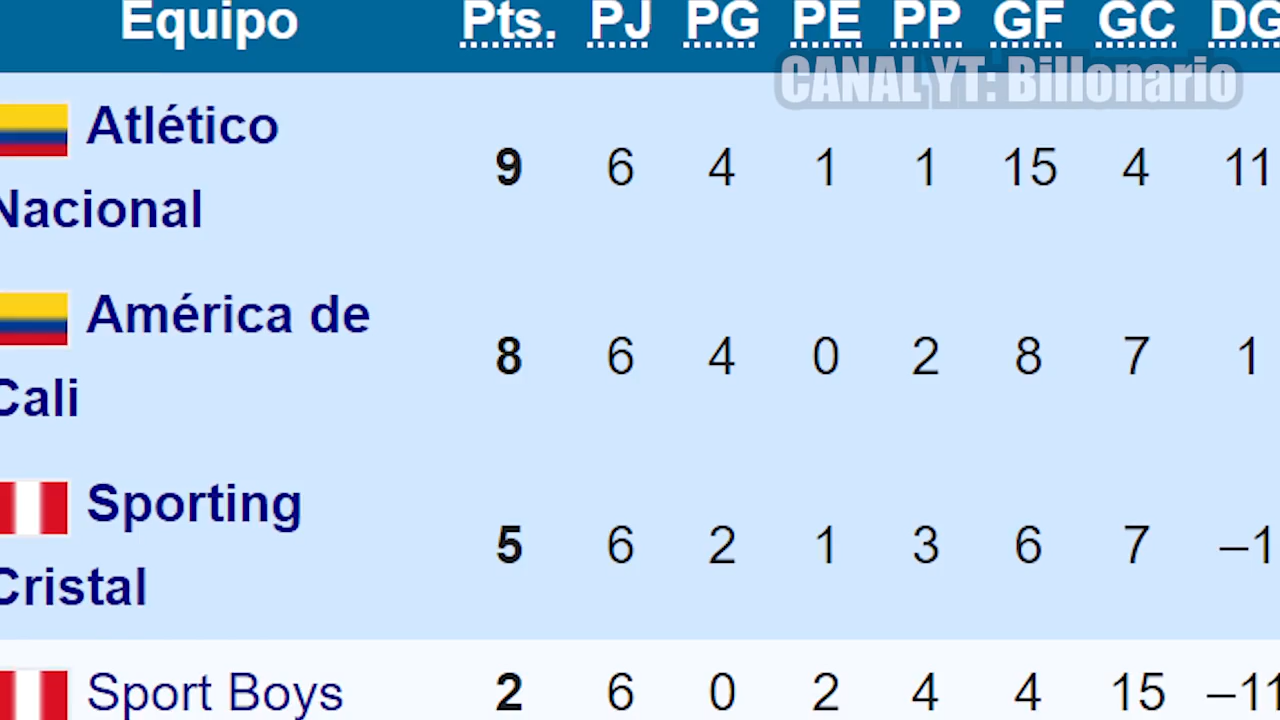 Equipo Pts. PJ PG PE PP GF GC DG
CANAL YT: Billonario
Atlético
Nacional 9 6 4 1 1 15 4 11
América de
Cali 8 6 4 0 2 8 7 1
Sporting
Cristal 5 6 2 1 3 6 7 –1
Sport Boys 2 6 0 2 4 4 15 –11